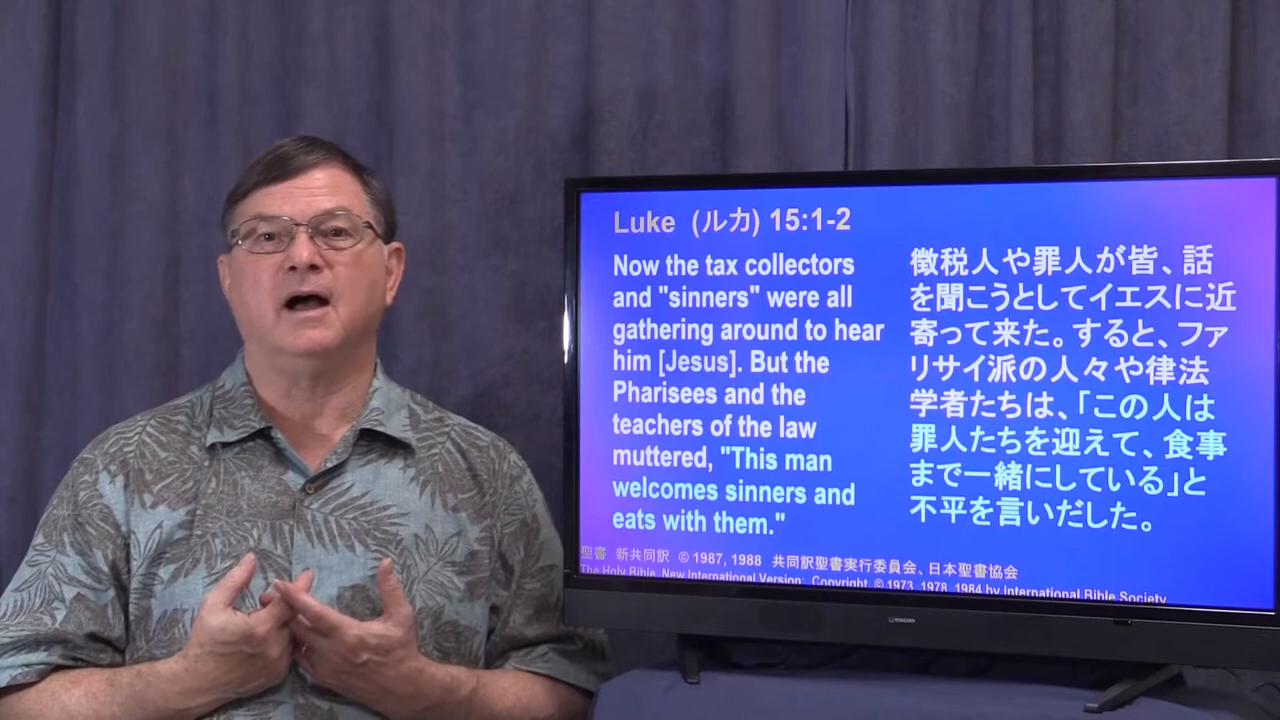 Luke (ルカ) 15:1-2
Now the tax collectors
and "sinners" were all
gathering around to hear
him [Jesus]. But the
Pharisees and the
teachers of the law
muttered, "This man
welcomes sinners and
eats with them."
徴税人や罪人が皆、話
を聞こうとしてイエスに近
寄って来た。すると、ファ
リサイ派の人々や律法
学者たちは、「この人は
罪人たちを迎えて、食事
まで一緒にしている」と
不平を言いだした。
聖書 新共同訳 © 1987, 1988 共同訳聖書実行委員会、日本聖書協会
The Holy Bible, New International Version; Copyright, © 1973, 1978, 1984 by International Bible Society